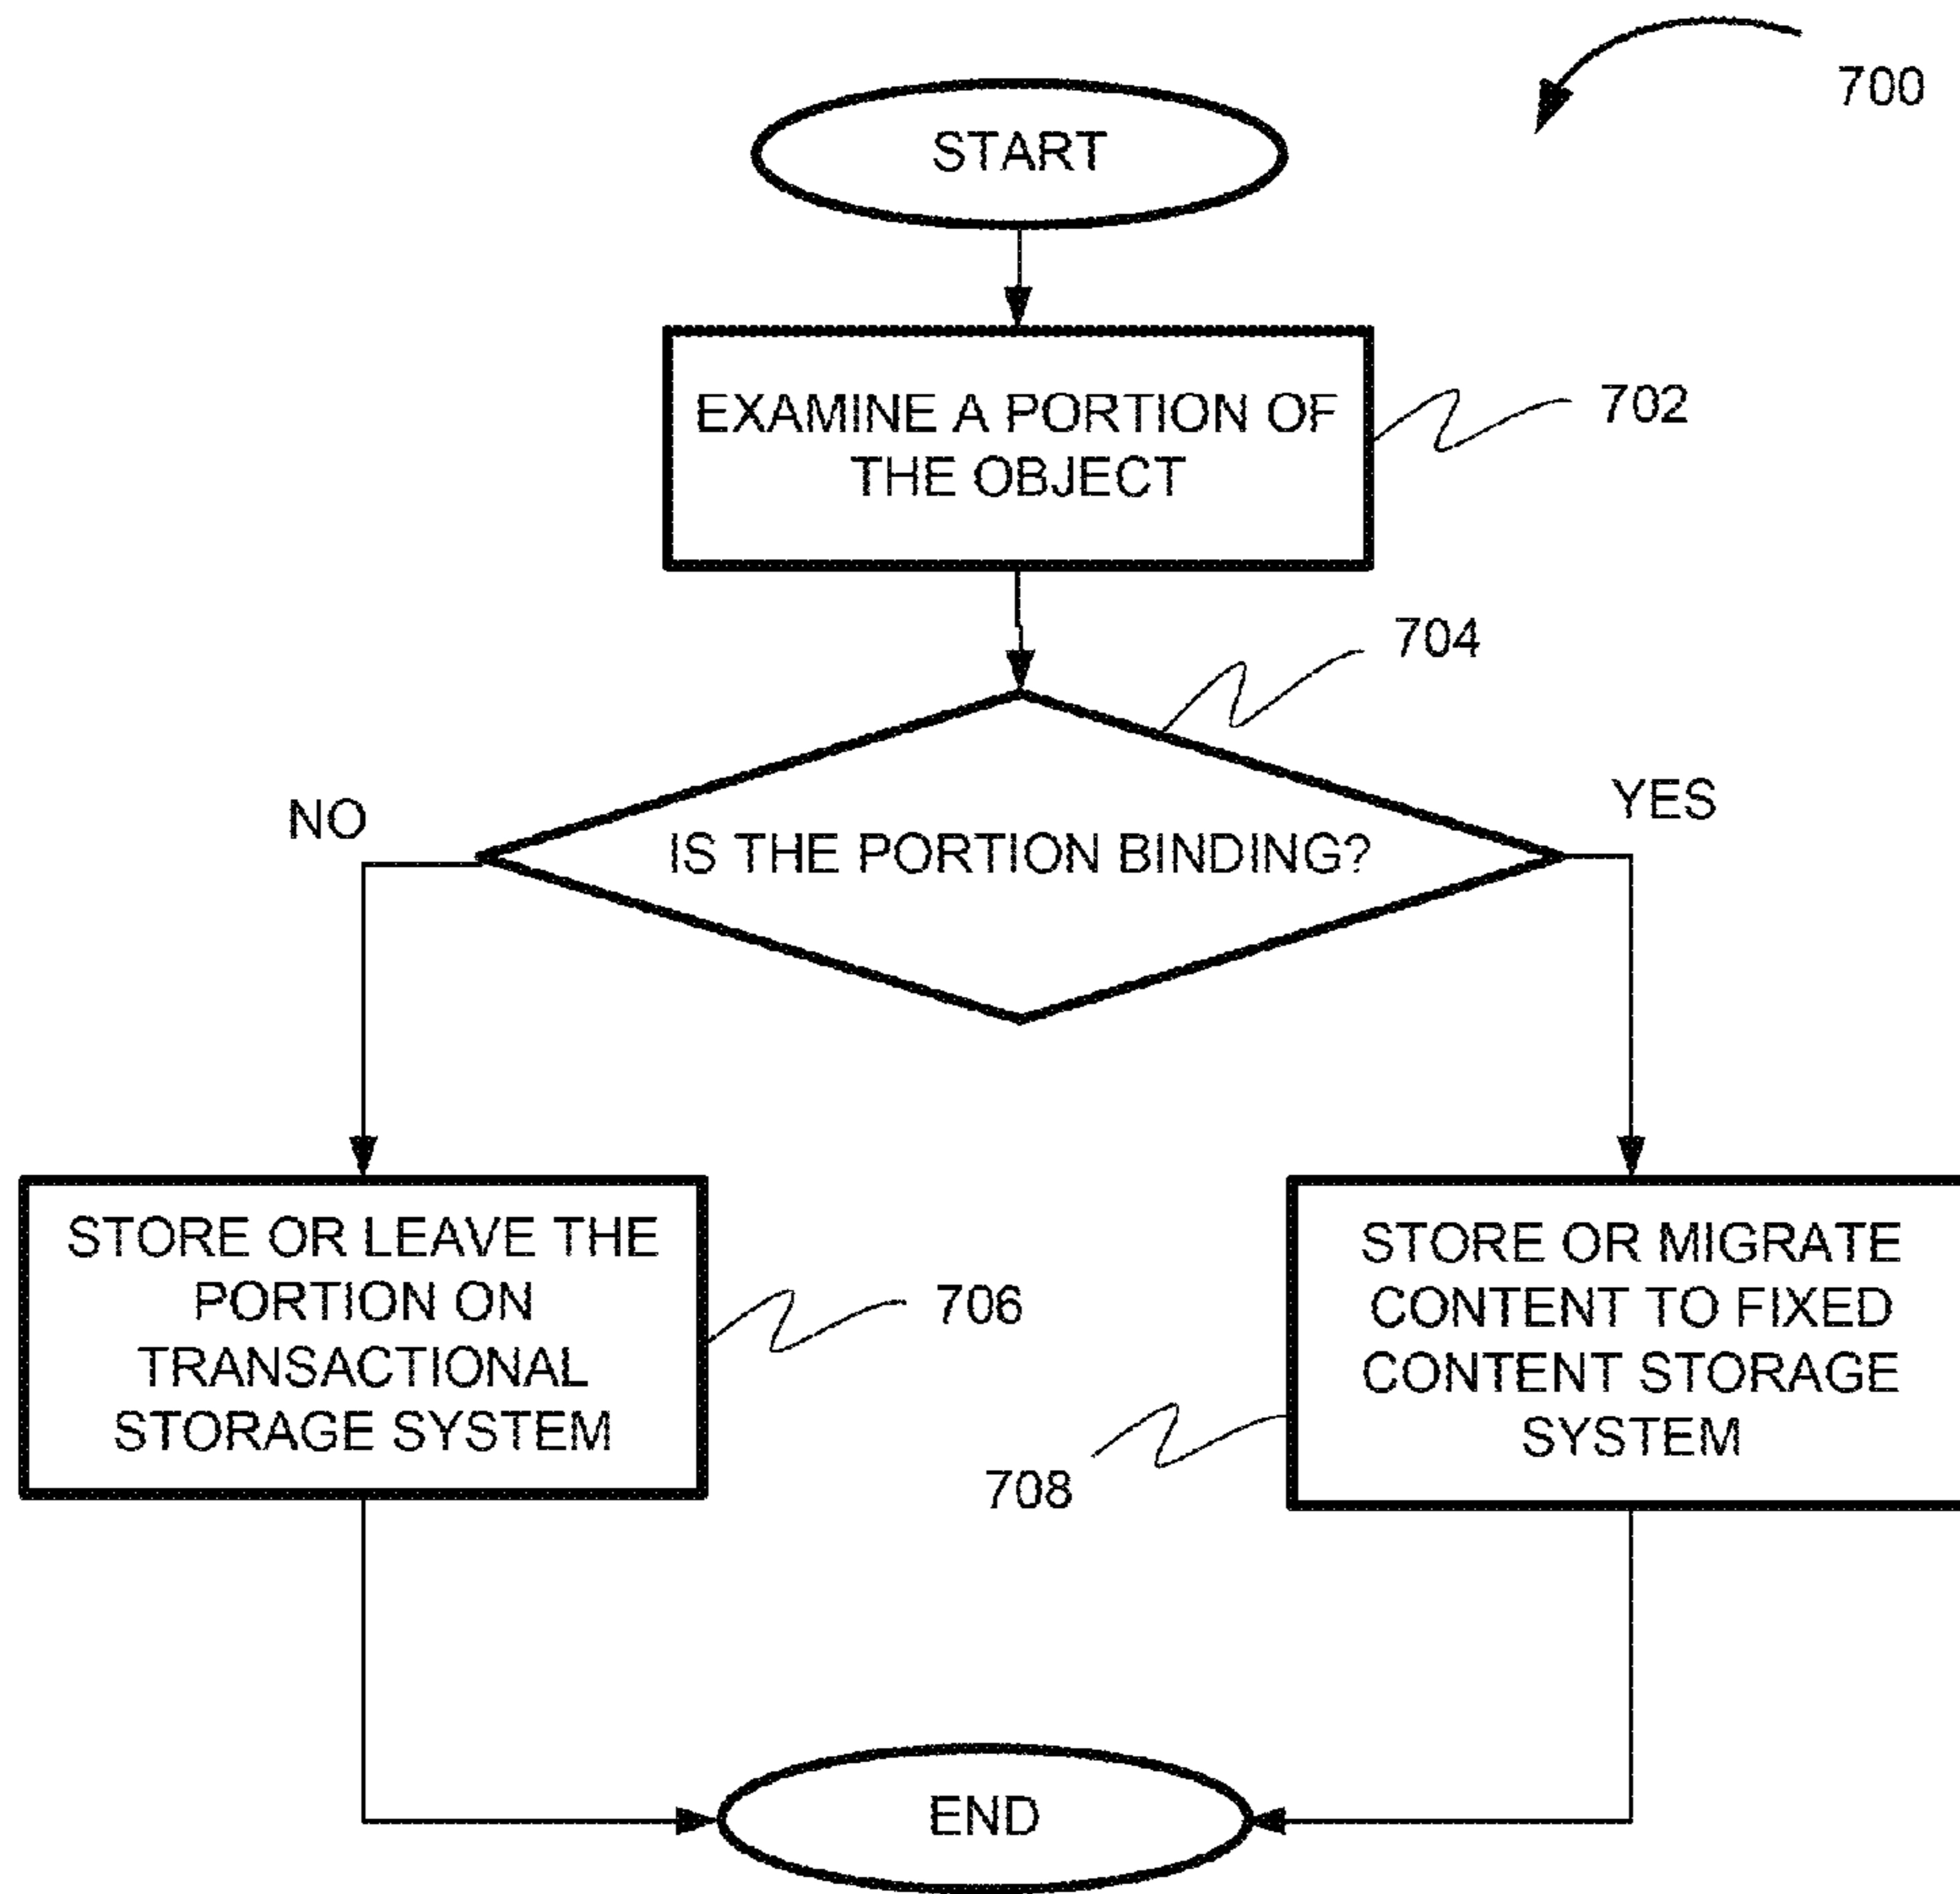 700
START
EXAMINE A PORTION OF
THE OBJECT
702
704
NO
YES
IS THE PORTION BINDING?
STORE OR LEAVE THE
PORTION ON
TRANSACTIONAL
STORAGE SYSTEM
706
STORE OR MIGRATE
CONTENT TO FIXED
CONTENT STORAGE
SYSTEM
708
END